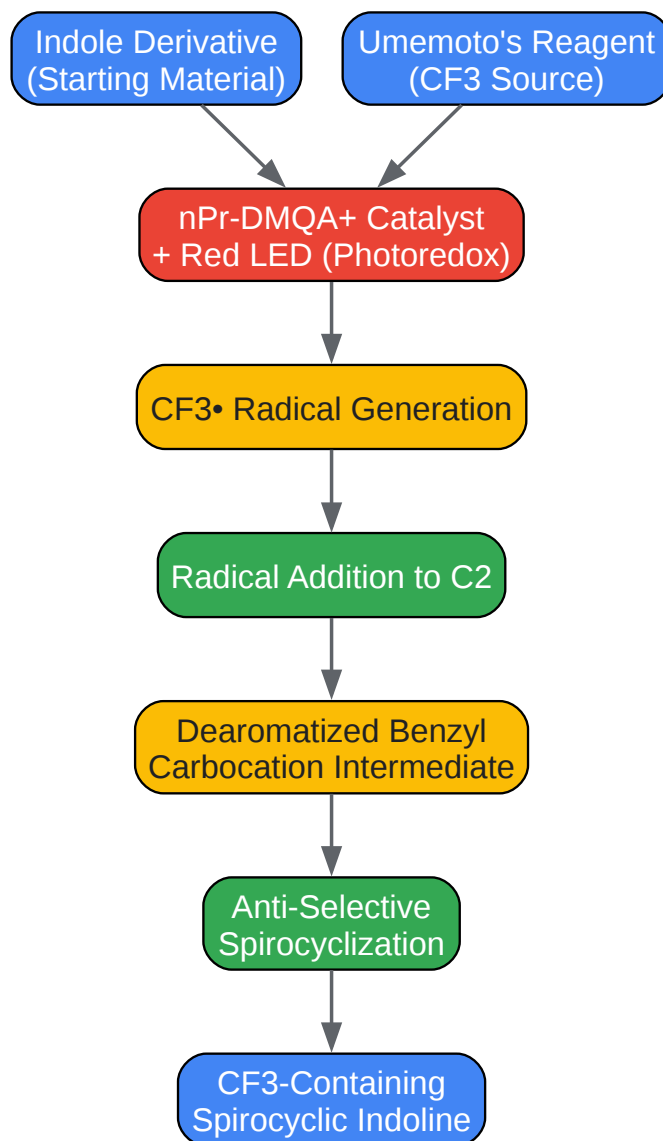 Indole Derivative
(Starting Material)
Umemoto's Reagent
(CF3 Source)
nPr-DMQA+ Catalyst
+ Red LED (Photoredox)
CF3• Radical Generation
Radical Addition to C2
Dearomatized Benzyl
Carbocation Intermediate
Anti-Selective
Spirocyclization
CF3-Containing
Spirocyclic Indoline